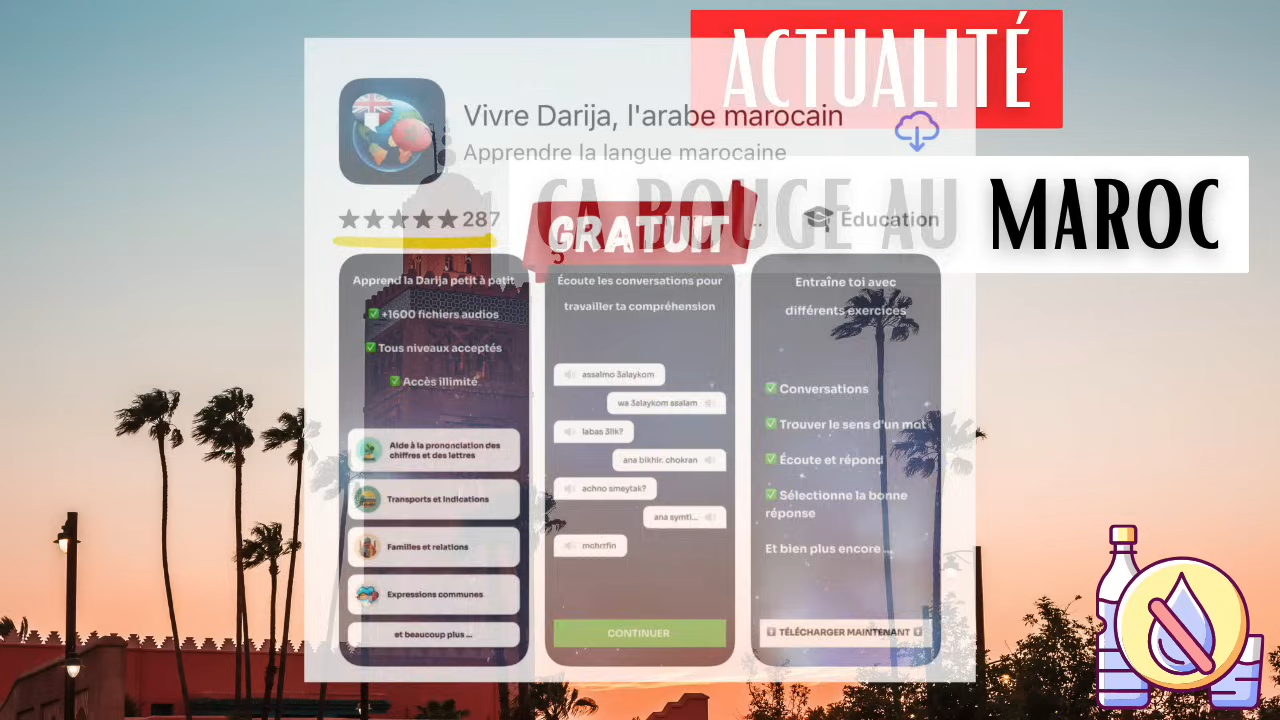 ACTUALITÉ
Vivre Darija, l'arabe marocain
Apprendre la langue marocaine
ÇA BOUGE AU MAROC
287
GRATUIT
Éducation
Apprend la Darija petit à patit
+1600 fichiers audios
Tous niveaux acceptés
Accès illimité
Aide à la prononciation des
chiffres et des lettres
Transports et Indications
Familles et relations
Expressions communes
et beaucoup plus ...
Écoute les conversations pour
travailler ta compréhension
assalmo 3alaykom
wa 3alaykom ssalam
labas 3lik?
ana bikhir. chokran
achno smeytak?
ana symti...
mchrrfin
CONTINUER
Entraîne toi avec
différents exercices
Conversations
Trouver le sens d'un mot
Écoute et répond
Sélectionne la bonne
réponse
Et bien plus encore ...
TÉLÉCHARGER MAINTENANT